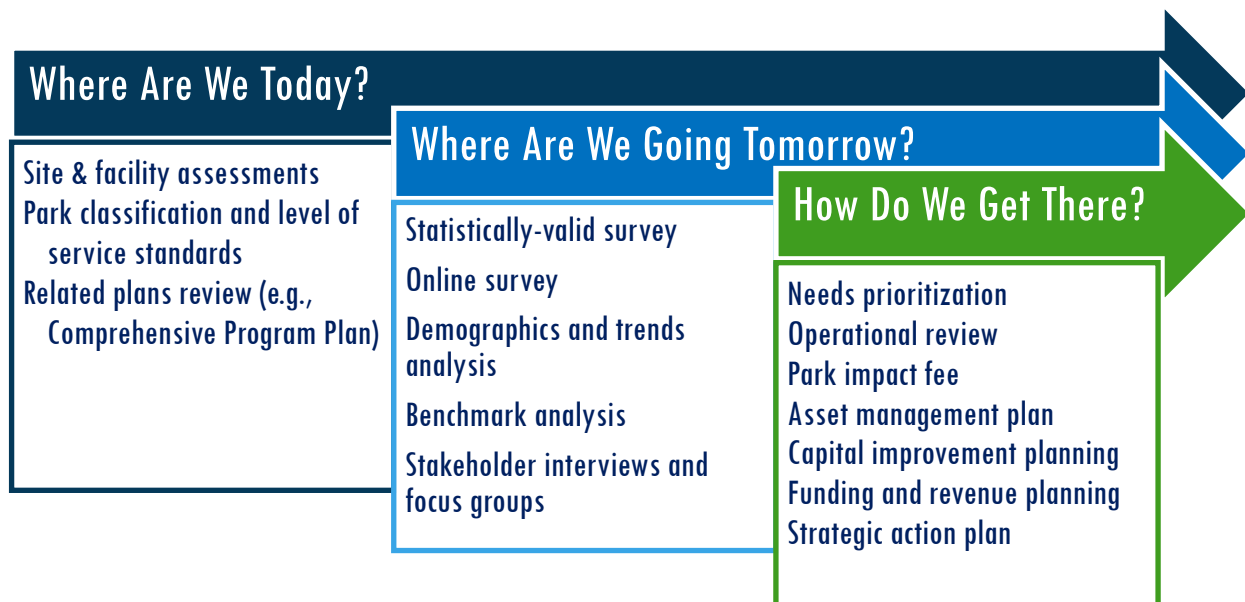 Where Are We Today?
Site & facility assessments
Park classification and level of
service standards
Related plans review (e.g.,
Comprehensive Program Plan)
Where Are We Going Tomorrow?
Statistically-valid survey
Online survey
Demographics and trends
analysis
Benchmark analysis
Stakeholder interviews and
focus groups
How Do We Get There?
Needs prioritization
Operational review
Park impact fee
Asset management plan
Capital improvement planning
Funding and revenue planning
Strategic action plan